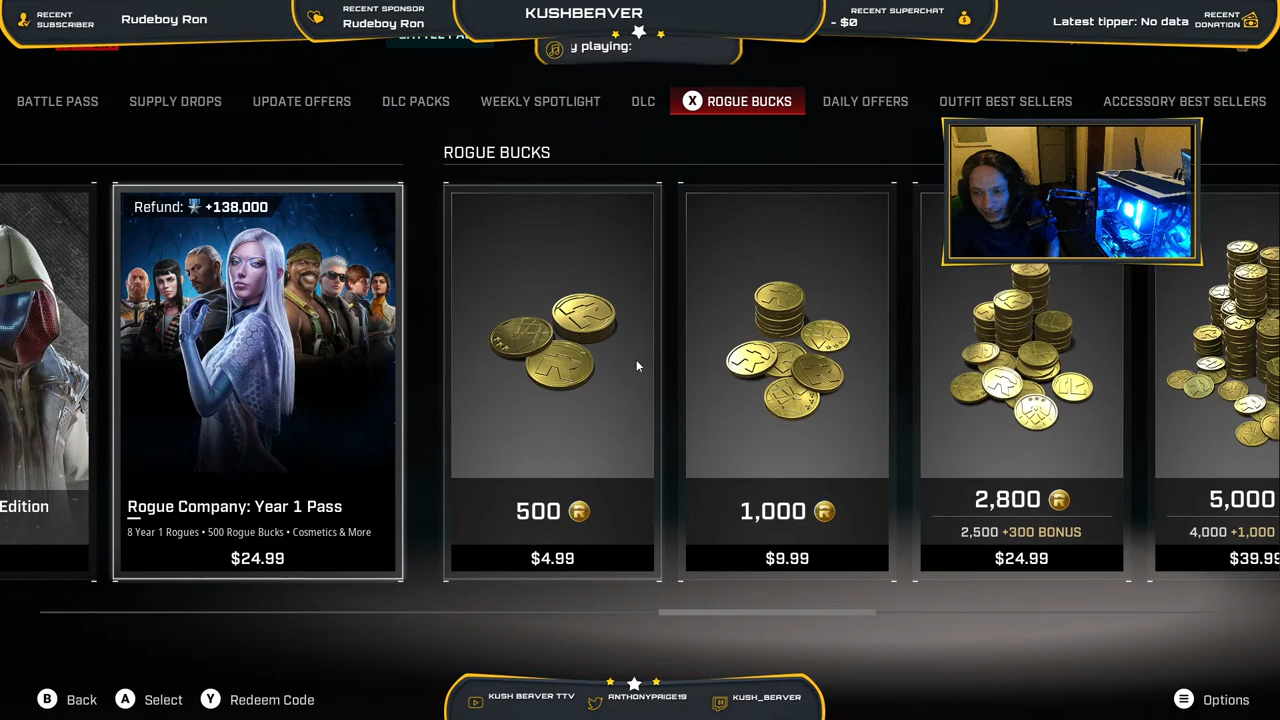 RECENT
SUBSCRIBER
Rudeboy Ron
RECENT SPONSOR
Rudeboy Ron
KUSHBEAVER
RECENT SUPERCHAT
- $0
Latest tipper: No data
RECENT
DONATION
y playing:
BATTLE PASS
SUPPLY DROPS
UPDATE OFFERS
DLC PACKS
WEEKLY SPOTLIGHT
DLC
X ROGUE BUCKS
DAILY OFFERS
OUTFIT BEST SELLERS
ACCESSORY BEST SELLERS
ROGUE BUCKS
Edition
Refund: +138,000
Rogue Company: Year 1 Pass
8 Year 1 Rogues • 500 Rogue Bucks • Cosmetics & More
$24.99
500 R
$4.99
1,000 R
$9.99
2,800 R
2,500 +300 BONUS
$24.99
5,000
4,000 +1,000
$39.99
B Back
A Select
Y Redeem Code
KUSH BEAVER TTV
ANTHONYPAIGE19
KUSH_BEAVER
Options